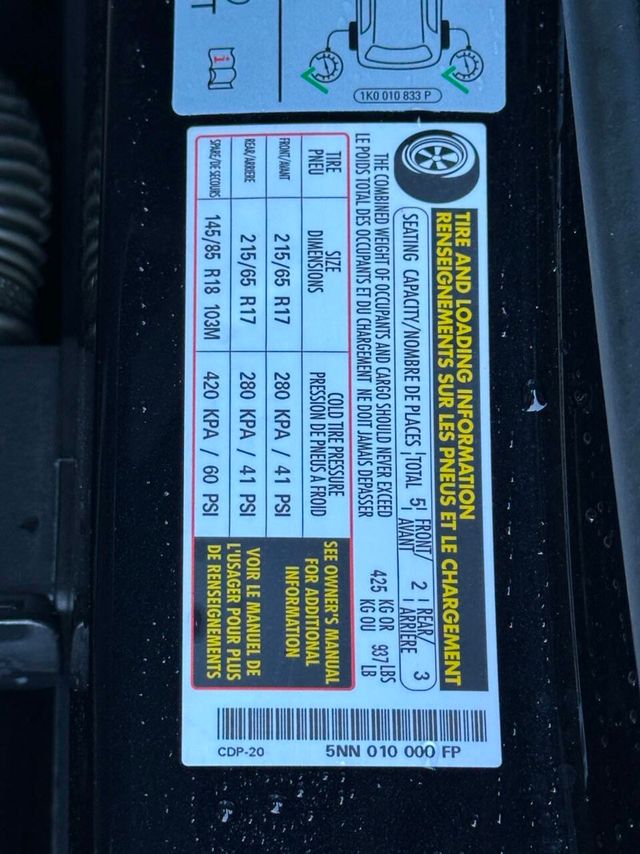 T
i
1K0 010 833 P
TIRE AND LOADING INFORMATION
RENSEIGNEMENTS SUR LES PNEUS ET LE CHARGEMENT
SEATING CAPACITY/NOMBRE DE PLACES TOTAL 5 FRONT/AVANT 2 REAR/ARRIÈRE 3
THE COMBINED WEIGHT OF OCCUPANTS AND CARGO SHOULD NEVER EXCEED 425 KG OR 937 LBS
LE POIDS TOTAL DES OCCUPANTS ET DU CHARGEMENT NE DOIT JAMAIS DEPASSER KG OU LB
TIRE PNEU SIZE DIMENSIONS COLD TIRE PRESSURE PRESSION DE PNEUS A FROID
FRONT/AVANT 215/65 R17 280 KPA / 41 PSI
REAR/ARRIERE 215/65 R17 280 KPA / 41 PSI
SPARE/DE SECOURS 145/85 R18 103M 420 KPA / 60 PSI
SEE OWNER'S MANUAL
FOR ADDITIONAL
INFORMATION
VOIR LE MANUEL DE
L'USAGER POUR PLUS
DE RENSEIGNEMENTS
CDP-20 5NN 010 000 FP